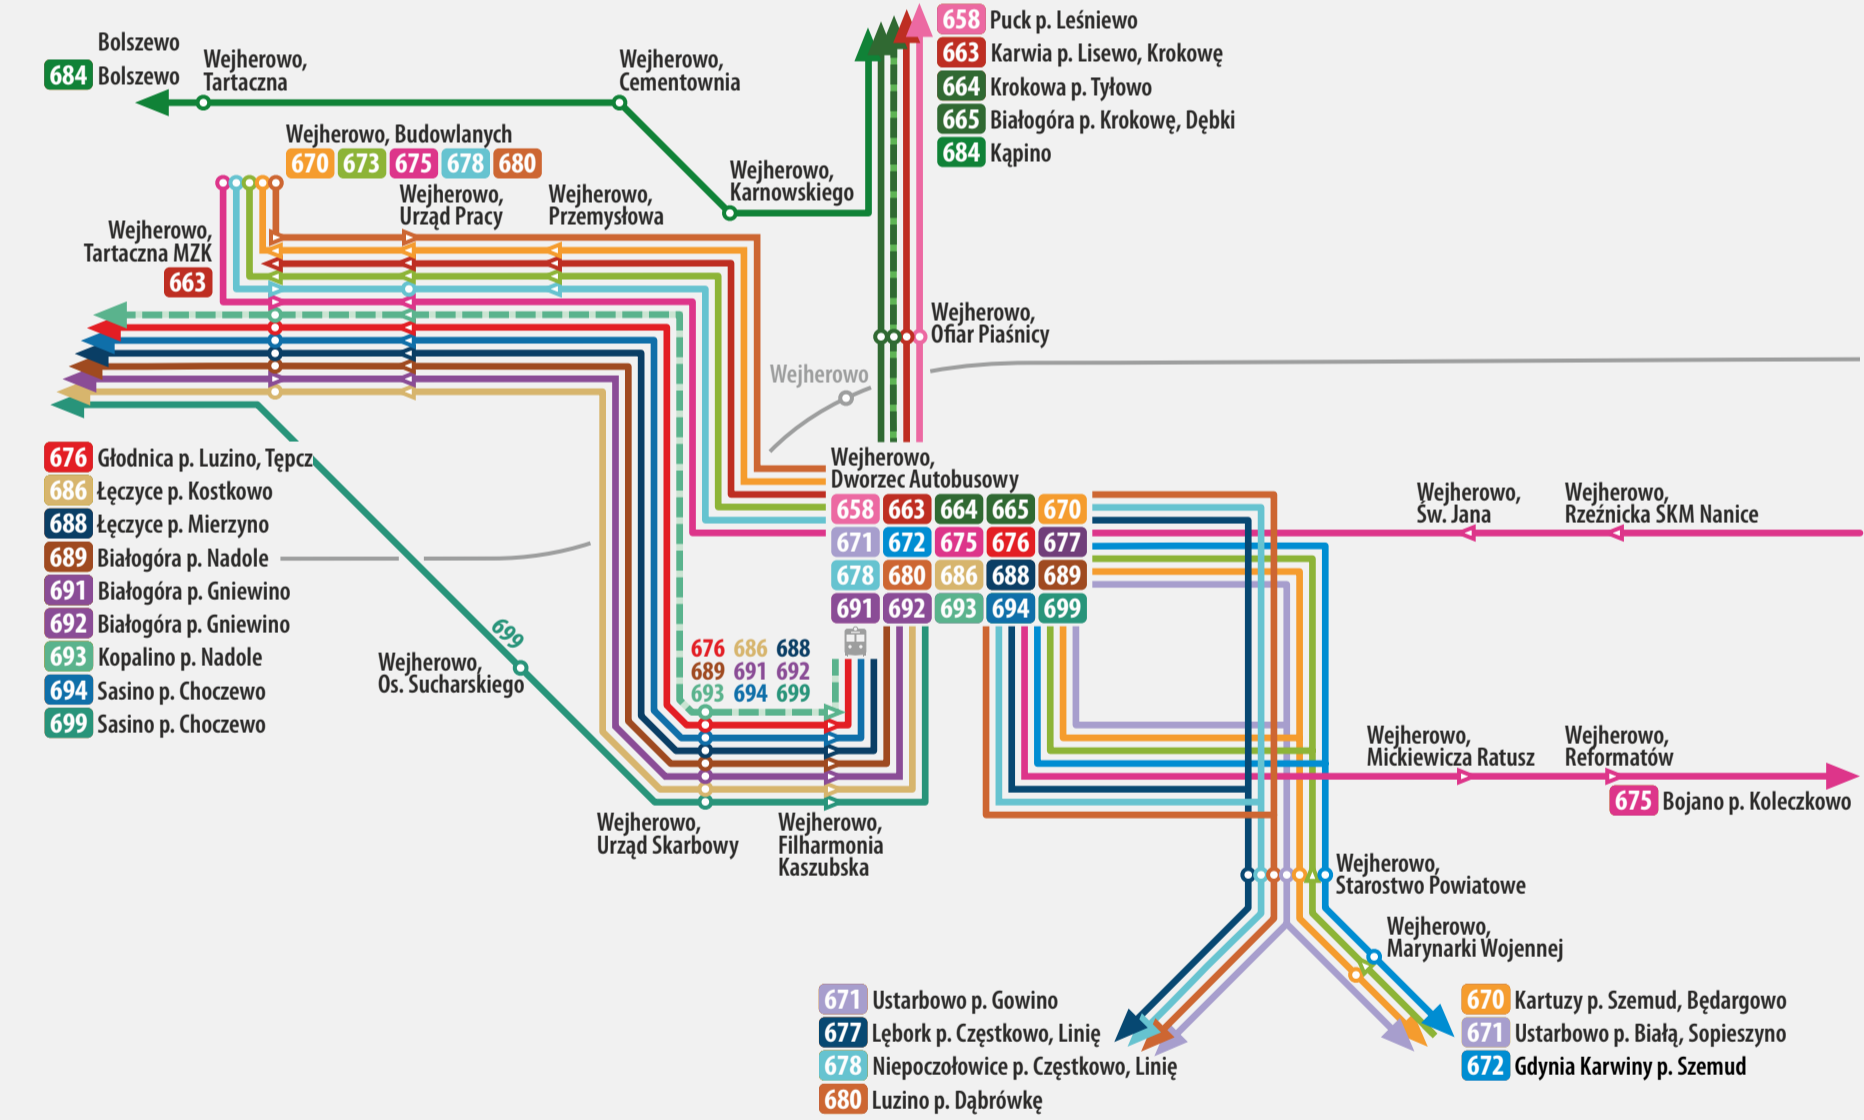 Bolszewo
684 Bolszewo
Wejherowo,
Tartaczna
Wejherowo,
Cementownia
658 Puck p. Leśniewo
663 Karwia p. Lisewo, Krokowę
664 Krokowa p. Tyłowo
665 Białogóra p. Krokowę, Dębki
684 Kąpino
Wejherowo, Budowlanych
670 673 675 678 680
Wejherowo,
Karnowskiego
Wejherowo,
Urząd Pracy
Wejherowo,
Przemysłowa
Wejherowo,
Tartaczna MZK
663
Wejherowo,
Ofiar Piaśnicy
Wejherowo
676 Głodnica p. Luzino, Tępcz
686 Łęczyce p. Kostkowo
688 Łęczyce p. Mierzyno
689 Białogóra p. Nadole
691 Białogóra p. Gniewino
692 Białogóra p. Gniewino
693 Kopalino p. Nadole
694 Sasino p. Choczewo
699 Sasino p. Choczewo
Wejherowo,
Dworzec Autobusowy
658 663 664 665 670
671 672 675 676 677
678 680 686 688 689
691 692 693 694 699
Wejherowo,
Św. Jana
Wejherowo,
Rzeźnicka SKM Nanice
699
Wejherowo,
Os. Sucharskiego
676 686 688
689 691 692
693 694 699
Wejherowo,
Mickiewicza Ratusz
Wejherowo,
Reformatów
675 Bojano p. Koleczkowo
Wejherowo,
Urząd Skarbowy
Wejherowo,
Filharmonia
Kaszubska
Wejherowo,
Starostwo Powiatowe
Wejherowo,
Marynarki Wojennej
671 Ustarbowo p. Gowino
677 Lębork p. Częstkowo, Linię
678 Niepoczołowice p. Częstkowo, Linię
680 Luzino p. Dąbrówkę
670 Kartuzy p. Szemud, Będargowo
671 Ustarbowo p. Białą, Sopieszyno
672 Gdynia Karwiny p. Szemud